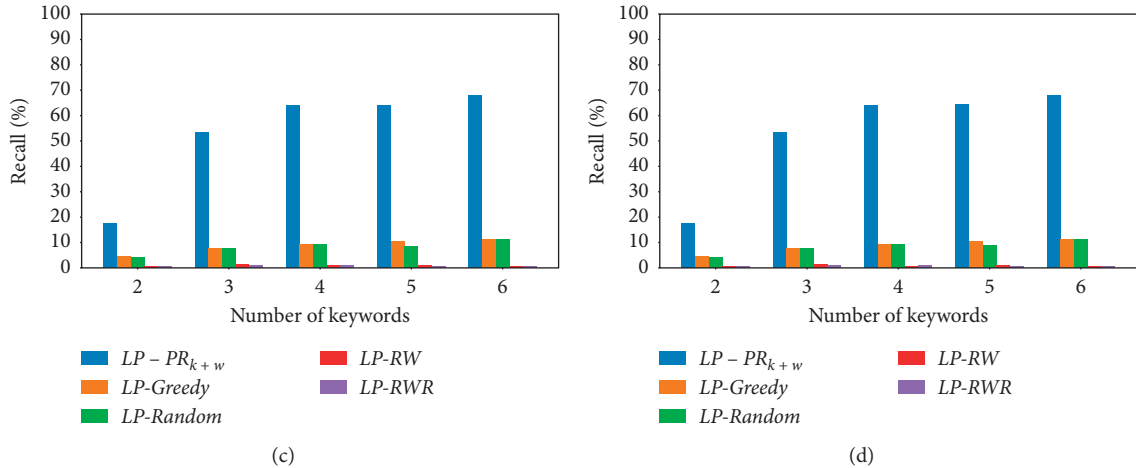 100
90
80
70
60
50
40
30
20
10
0
Recall (%)
2 3 4 5 6
Number of keywords
LP – PR k + w
LP-Greedy
LP-Random
LP-RW
LP-RWR
(c)
100
90
80
70
60
50
40
30
20
10
0
Recall (%)
2 3 4 5 6
Number of keywords
LP – PR k + w
LP-Greedy
LP-Random
LP-RW
LP-RWR
(d)